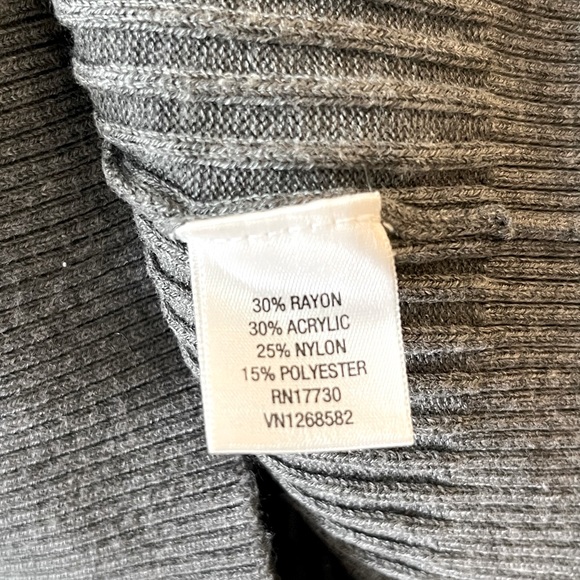 30% RAYON
30% ACRYLIC
25% NYLON
15% POLYESTER
RN17730
VN1268582